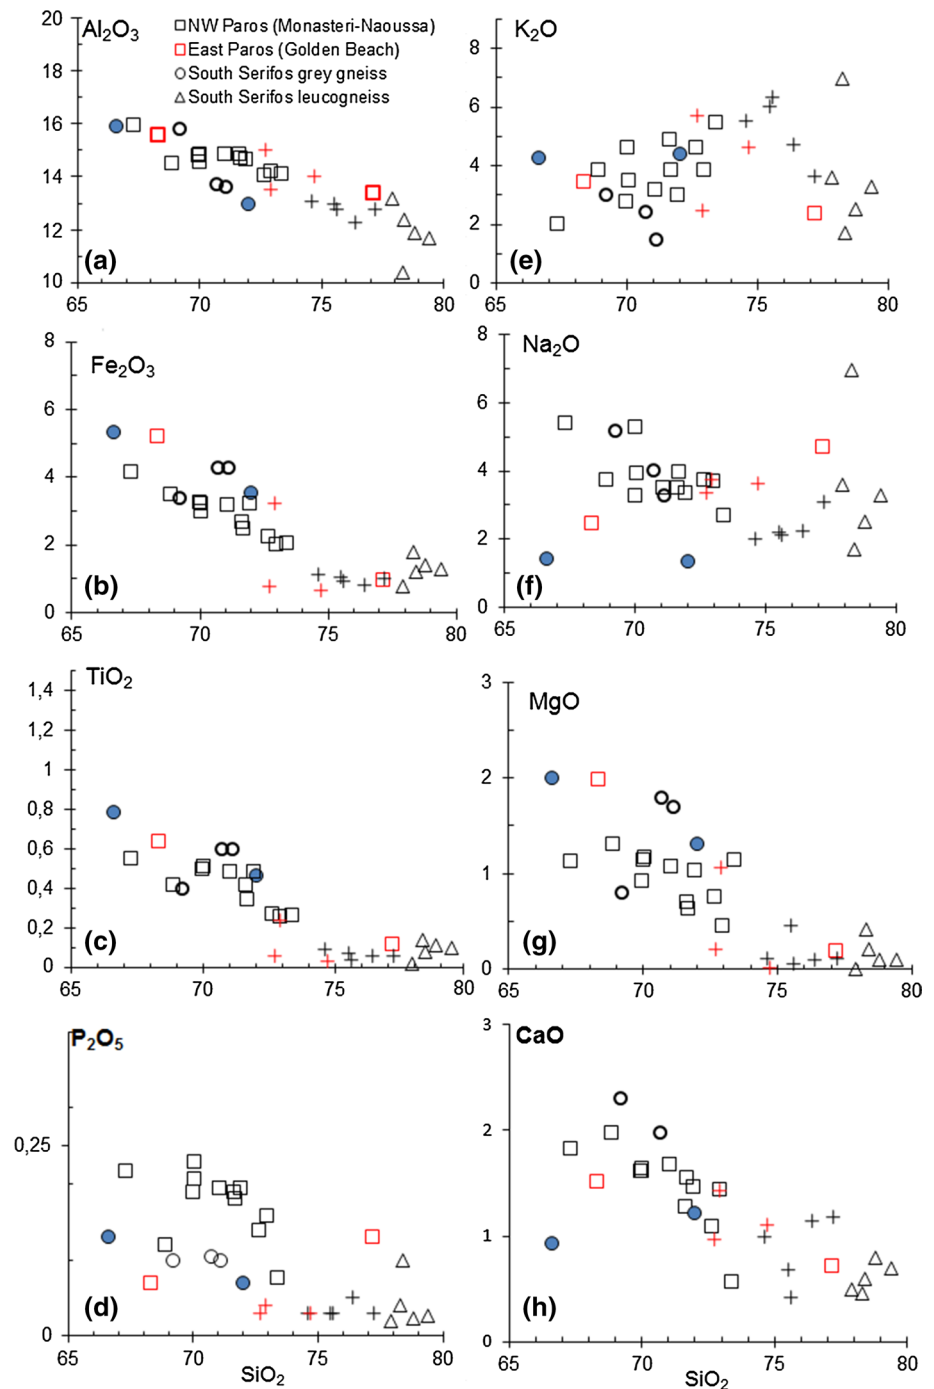 Al2O3
NW Paros (Monasteri-Naoussa)
East Paros (Golden Beach)
South Serifos grey gneiss
South Serifos leucogneiss
20
18
16
14
12
10
(a)
65 70 75 80
K2O
8
6
4
2
0
(e)
65 70 75 80
Fe2O3
8
6
4
2
0
(b)
65 70 75 80
Na2O
8
6
4
2
0
(f)
65 70 75 80
TiO2
1,4
1,2
1
0,8
0,6
0,4
0,2
0
(c)
65 70 75 80
MgO
3
2
1
0
(g)
65 70 75 80
P2O5
0,25
0
(d)
65 70 75 80
SiO2
CaO
3
2
1
0
(h)
65 70 75 80
SiO2